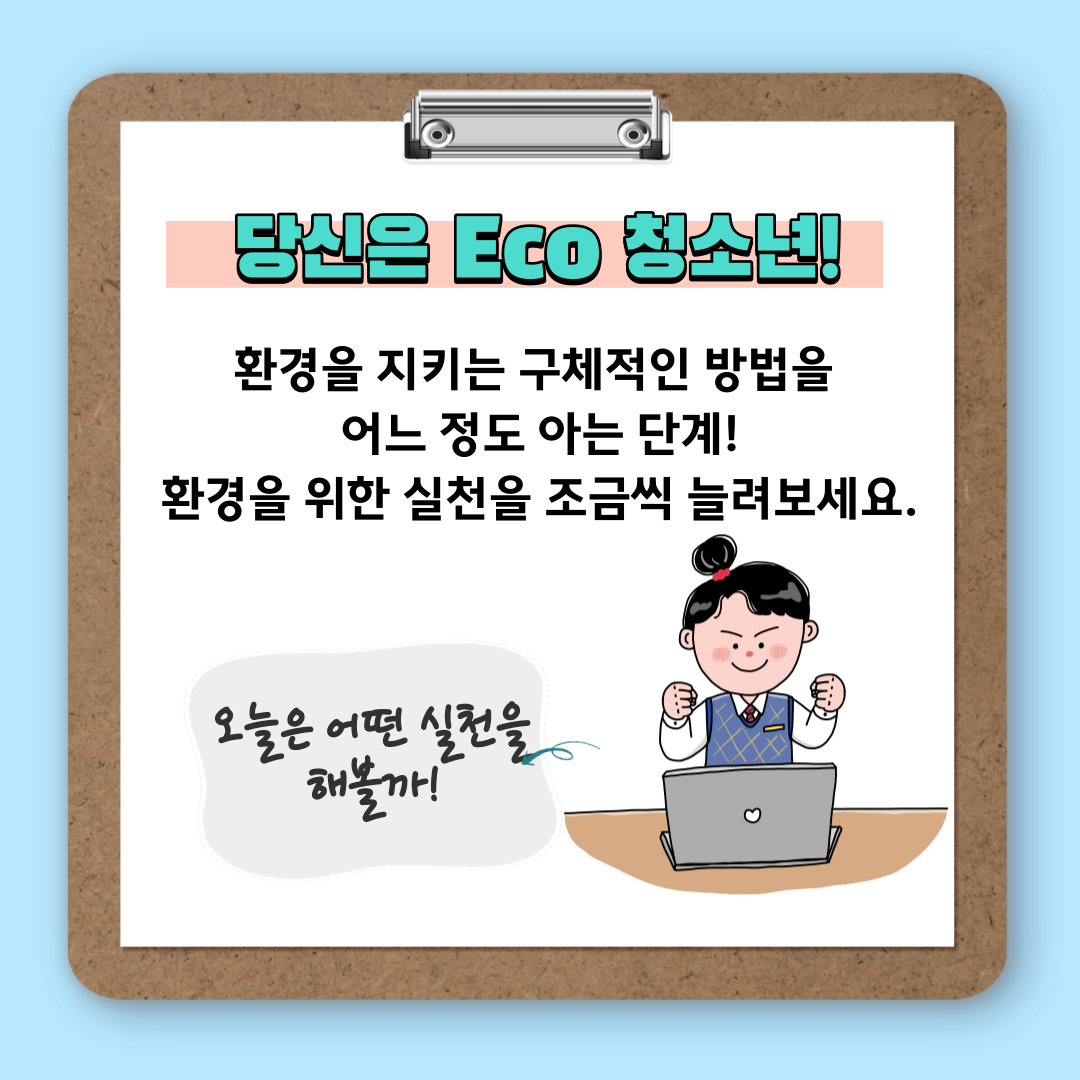 당신은 Eco 청소년!
환경을 지키는 구체적인 방법을
어느 정도 아는 단계!
환경을 위한 실천을 조금씩 늘려보세요.
오늘은 어떤 실천을
해볼까!